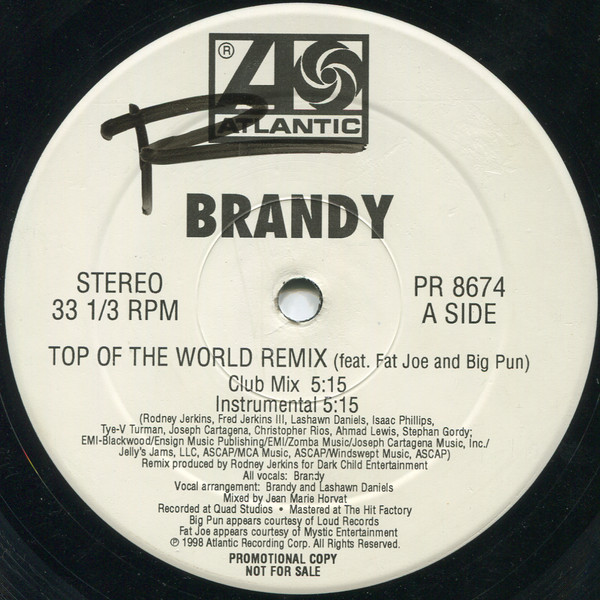 ®
ATLANTIC
BRANDY
STEREO
33 1/3 RPM
PR 8674
A SIDE
TOP OF THE WORLD REMIX (feat. Fat Joe and Big Pun)
Club Mix 5:15
Instrumental 5:15
(Rodney Jerkins, Fred Jerkins III, Lashawn Daniels, Isaac Phillips,
Tye-V Turman, Joseph Cartagena, Christopher Rios, Ahmad Lewis, Stephan Gordy;
EMI-Blackwood/Ensign Music Publishing/EMI/Zomba Music/Joseph Cartagena Music, Inc./
Jelly's Jams, LLC, ASCAP/MCA Music, ASCAP/Windswept Music, ASCAP)
Remix produced by Rodney Jerkins for Dark Child Entertainment
All vocals: Brandy
Vocal arrangement: Brandy and Lashawn Daniels
Mixed by Jean Marie Horvat
Recorded at Quad Studios • Mastered at The Hit Factory
Big Pun appears courtesy of Loud Records
Fat Joe appears courtesy of Mystic Entertainment
℗ 1998 Atlantic Recording Corp. All Rights Reserved.
PROMOTIONAL COPY
NOT FOR SALE